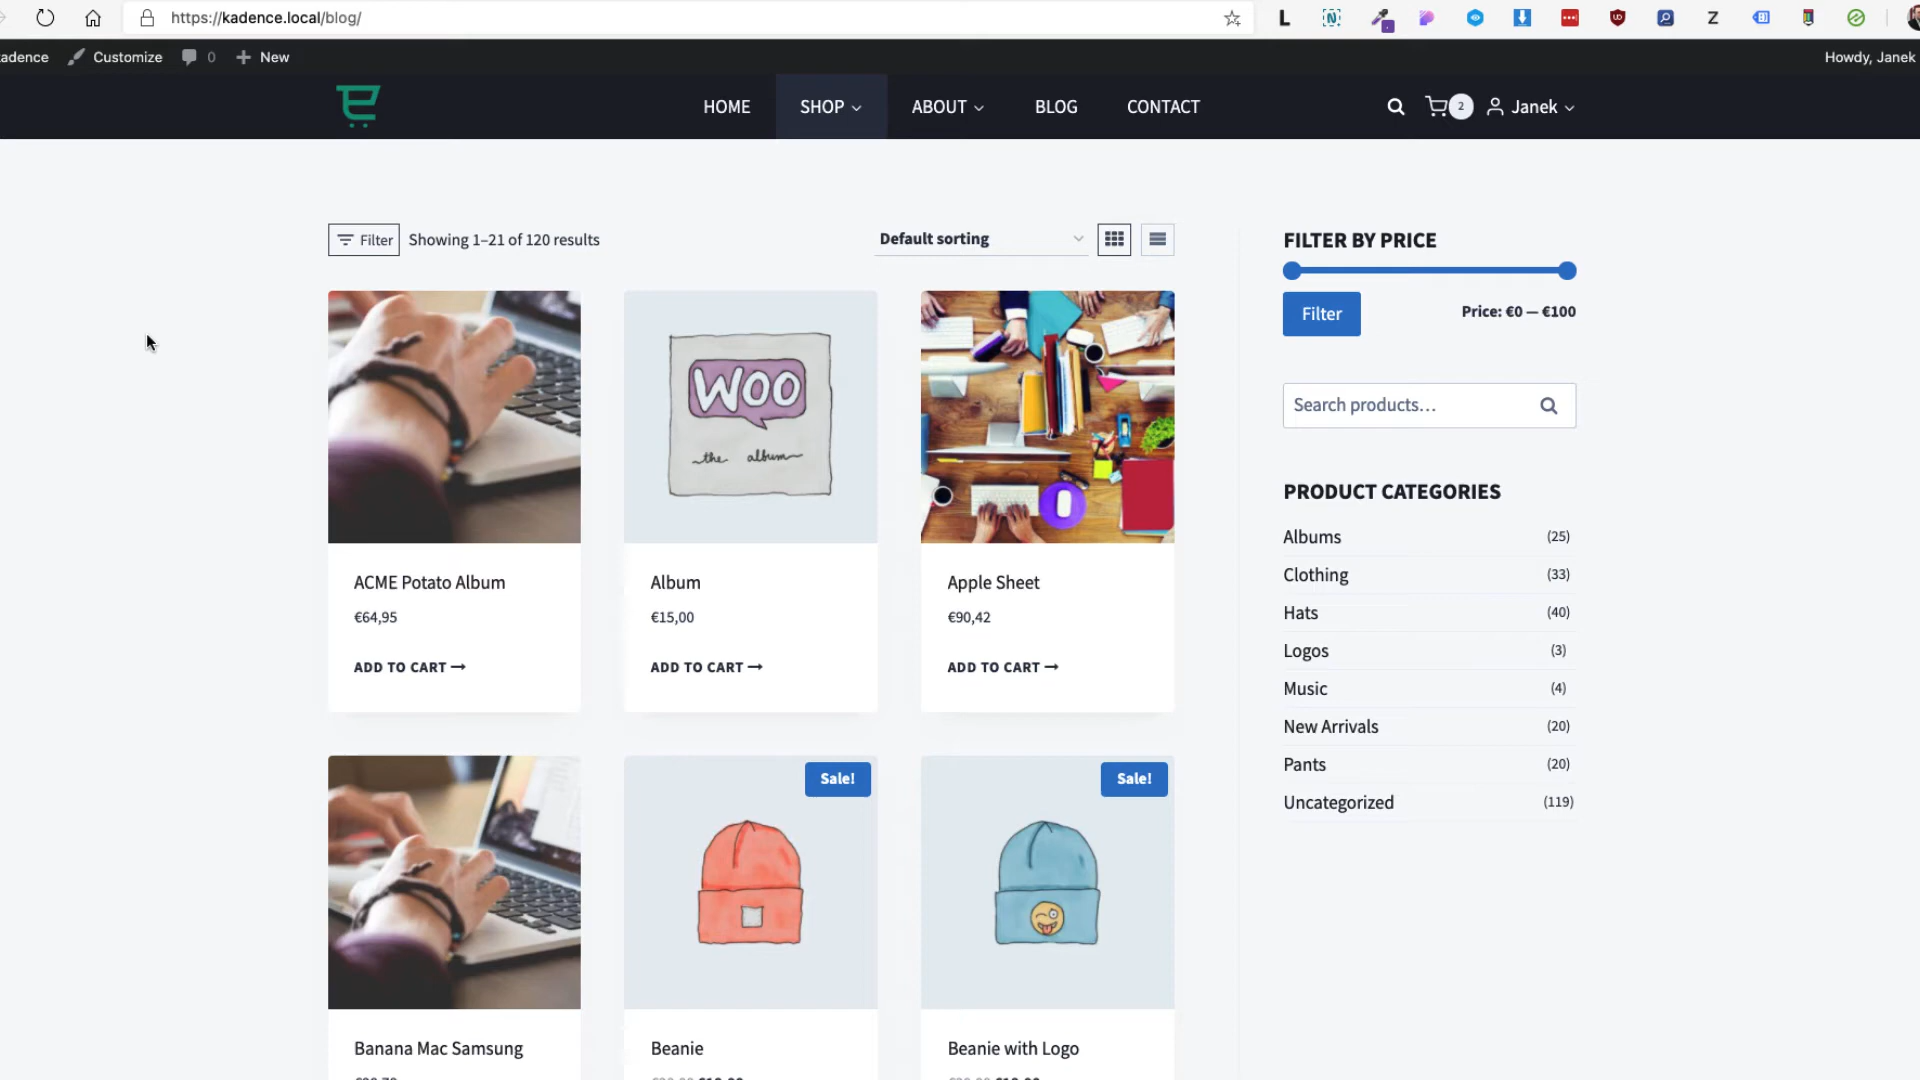 https://kadence.local/blog/
Customize 0 New Howdy, Janek
HOME SHOP ABOUT BLOG CONTACT 2 Janek
Filter Showing 1–21 of 120 results Default sorting
FILTER BY PRICE
Filter Price: €0 — €100
Search products…
WOO
the album
PRODUCT CATEGORIES
Albums (25)
Clothing (33)
Hats (40)
Logos (3)
Music (4)
New Arrivals (20)
Pants (20)
Uncategorized (119)
ACME Potato Album Album Apple Sheet
€64,95 €15,00 €90,42
ADD TO CART ADD TO CART ADD TO CART
Sale! Sale!
Banana Mac Samsung Beanie Beanie with Logo